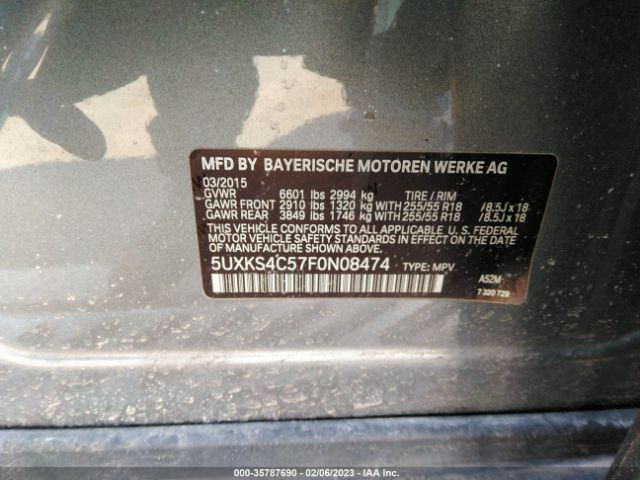 MFD BY BAYERISCHE MOTOREN WERKE AG
03/2015
GVWR 6601 lbs 2994 kg TIRE / RIM
GAWR FRONT 2910 lbs 1320 kg WITH 255/55 R18 /8.5J x 18
GAWR REAR 3849 lbs 1746 kg WITH 255/55 R18 /8.5J x 18
THIS VEHICLE CONFORMS TO ALL APPLICABLE U.S. FEDERAL
MOTOR VEHICLE SAFETY STANDARDS IN EFFECT ON THE DATE
OF MANUFACTURE SHOWN ABOVE.
5UXKS4C57F0N08474 TYPE: MPV
A52M
7 320 729
000-35787690 - 02/06/2023 - IAA Inc.